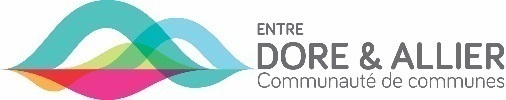 ENTRE
DORE & ALLIER
Communauté de communes